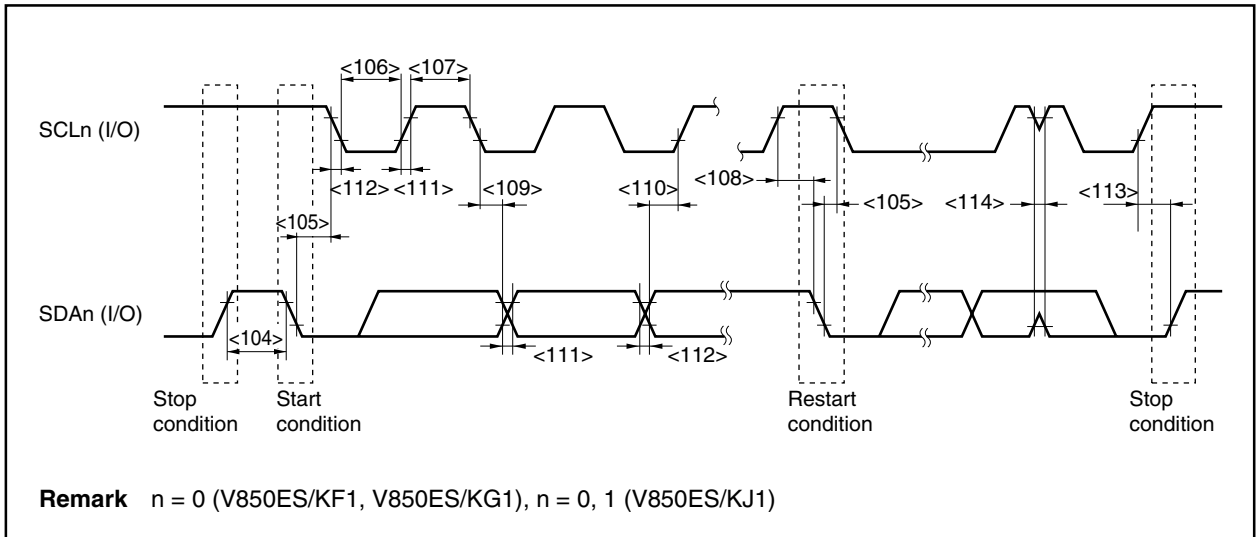 <106> <107>
SCLn (I/O)
<112> <111> <109> <110> <108> <105> <114> <113>
<105>
SDAn (I/O)
<104>
<111> <112>
Stop condition
Start condition
Restart condition
Stop condition
Remark n = 0 (V850ES/KF1, V850ES/KG1), n = 0, 1 (V850ES/KJ1)